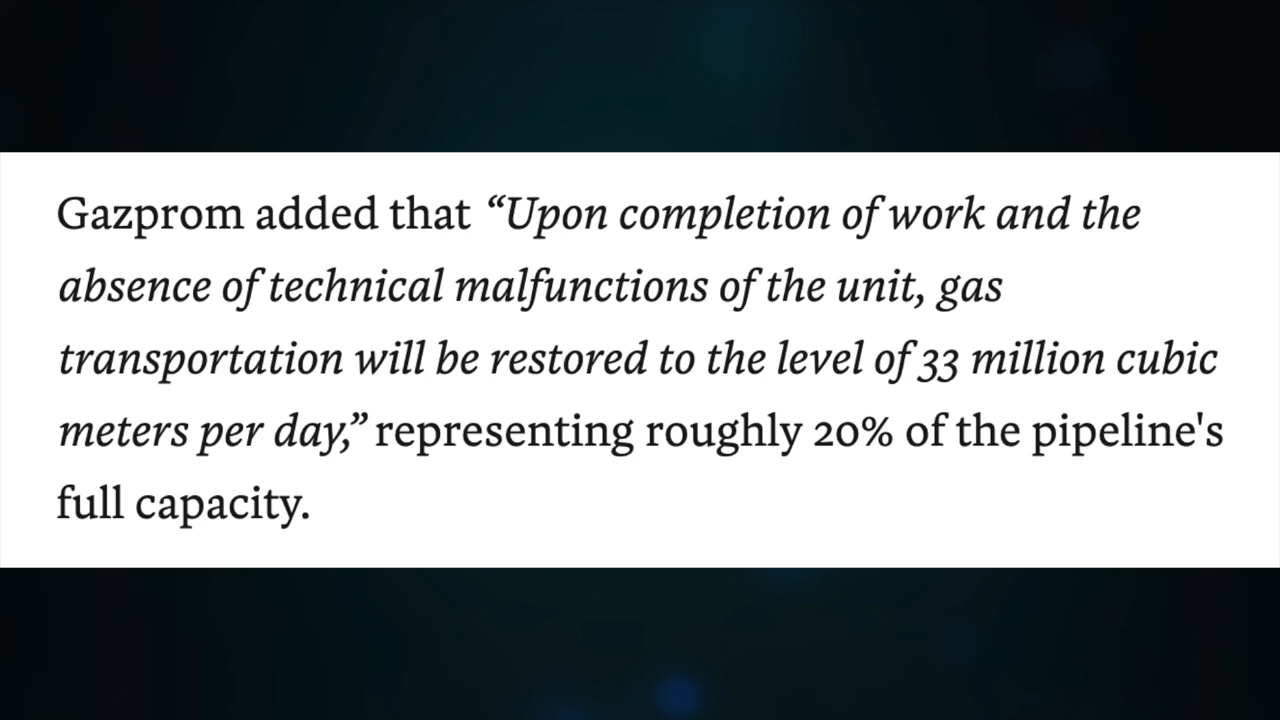 Gazprom added that “Upon completion of work and the
absence of technical malfunctions of the unit, gas
transportation will be restored to the level of 33 million cubic
meters per day,” representing roughly 20% of the pipeline's
full capacity.